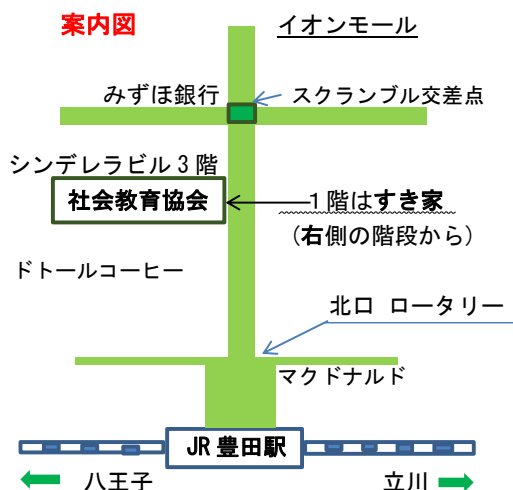 案内図
イオンモール
みずほ銀行
スクランブル交差点
シンデレラビル3階
社会教育協会
1階はすき家
(右側の階段から)
ドトールコーヒー
北口 ロータリー
マクドナルド
JR豊田駅
八王子
立川